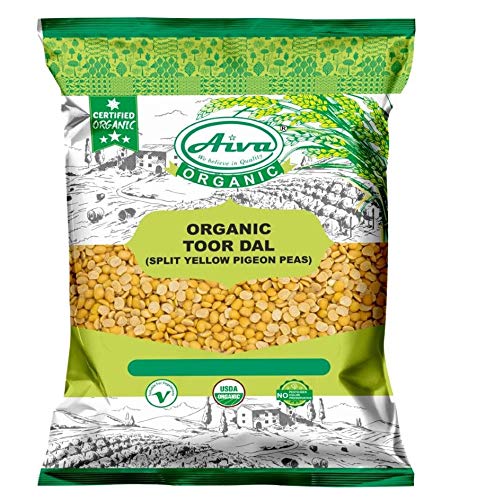 CERTIFIED
ORGANIC
Aiva®
We believe in Quality
ORGANIC
ORGANIC
TOOR DAL
(SPLIT YELLOW PIGEON PEAS)
V
USDA
ORGANIC
NO